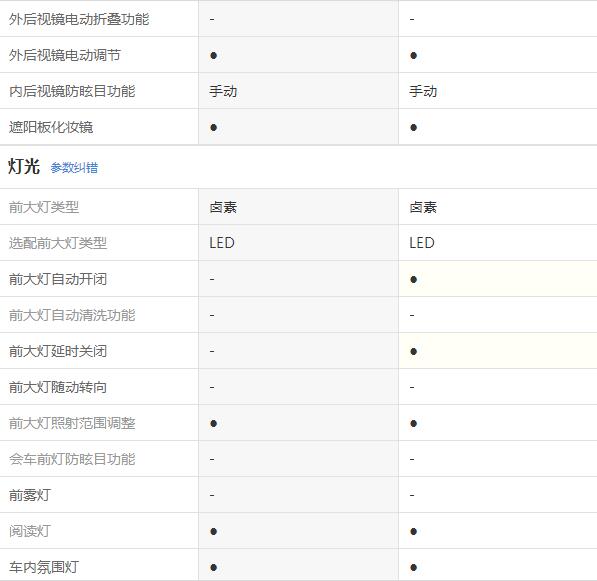 外后视镜电动折叠功能 - -
外后视镜电动调节 ● ●
内后视镜防眩目功能 手动 手动
遮阳板化妆镜 ● ●
灯光 参数纠错
前大灯类型 卤素 卤素
选配前大灯类型 LED LED
前大灯自动开闭 - ●
前大灯自动清洗功能 - -
前大灯延时关闭 - ●
前大灯随动转向 - -
前大灯照射范围调整 ● ●
会车前灯防眩目功能 - -
前雾灯 - -
阅读灯 ● ●
车内氛围灯 ● ●